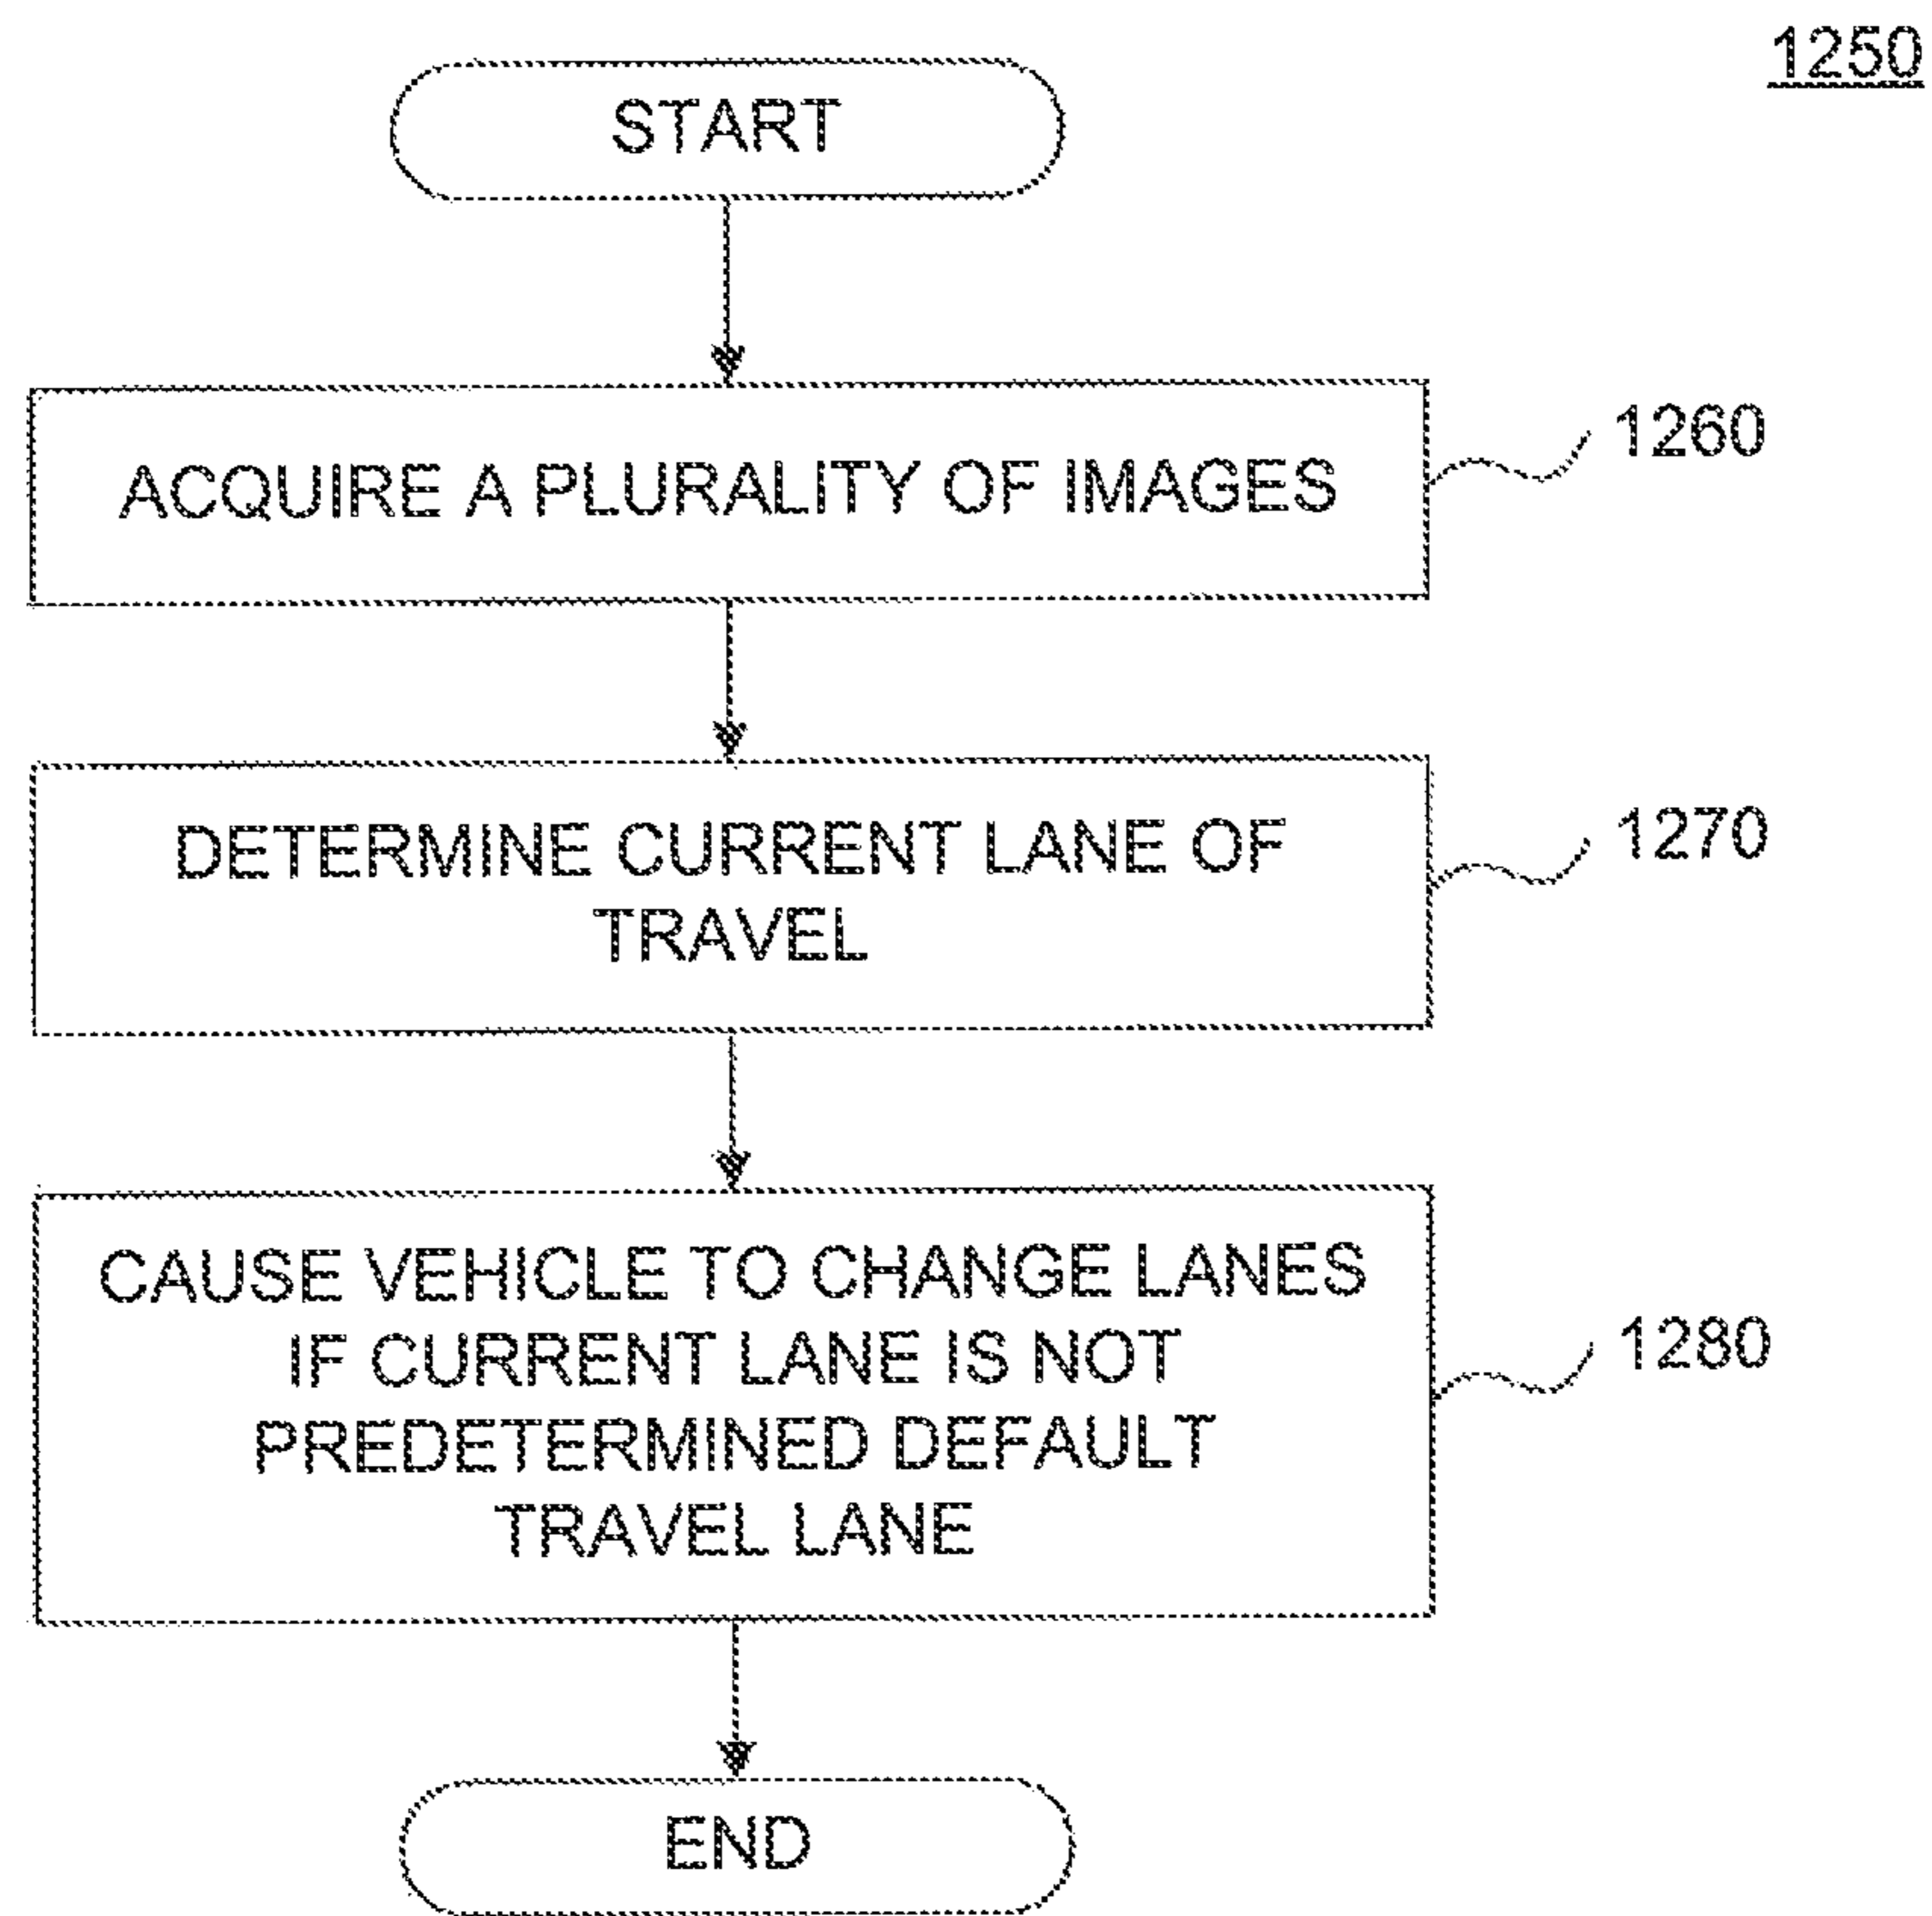 1250
START
ACQUIRE A PLURALITY OF IMAGES
1260
DETERMINE CURRENT LANE OF
TRAVEL
1270
CAUSE VEHICLE TO CHANGE LANES
IF CURRENT LANE IS NOT
PREDETERMINED DEFAULT
TRAVEL LANE
1280
END